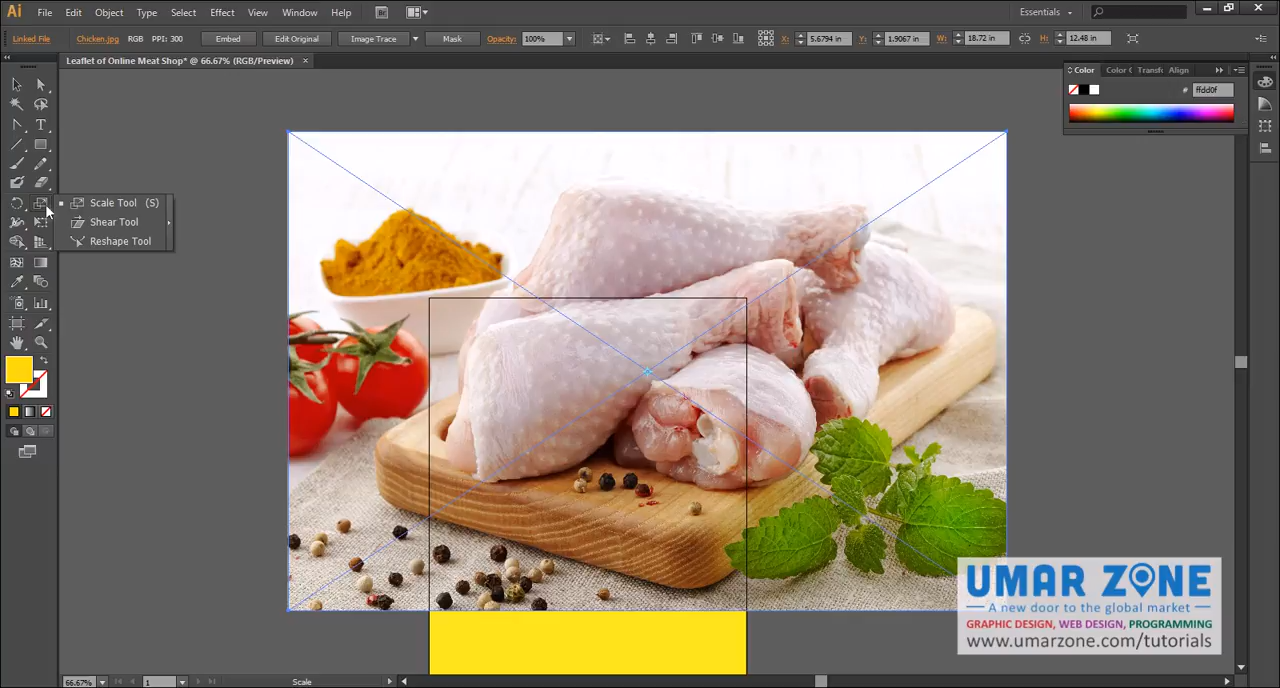 Ai File Edit Object Type Select Effect View Window Help Br Essentials
Linked File Chicken.jpg RGB PPI: 300 Embed Edit Original Image Trace Mask Opacity: 100% X: 5.6794 in Y: 1.9067 in W: 18.72 in H: 12.48 in
Leaflet of Online Meat Shop* @ 66.67% (RGB/Preview) ×
Color Color G Transfr Align
# ffdd0f
T
Scale Tool (S)
Shear Tool
Reshape Tool
UMAR ZONE
A new door to the global market
GRAPHIC DESIGN, WEB DESIGN, PROGRAMMING
www.umarzone.com/tutorials
66.67% 1 Scale